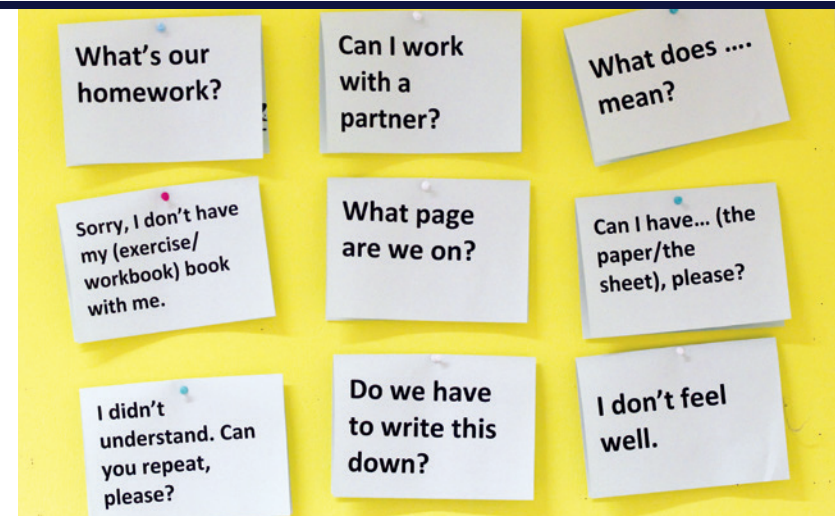 What's our
homework?
Can I work
with a
partner?
What does ....
mean?
Sorry, I don't have
my (exercise/
workbook) book
with me.
What page
are we on?
Can I have... (the
paper/the
sheet), please?
I didn't
understand. Can
you repeat,
please?
Do we have
to write this
down?
I don't feel
well.